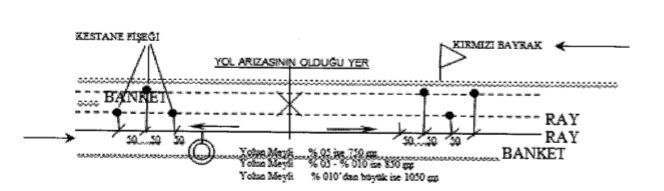 KESTANE FİŞEĞİ
KIRMIZI BAYRAK
YOL ARIZASININ OLDUĞU YER
BANKET
RAY
RAY
50 50 50
50 50 50
BANKET
Yolun Meyli % 05 ise 750
Yolun Meyli % 05 - % 010 ise 850
Yolun Meyli % 010'dan büyük ise 1050